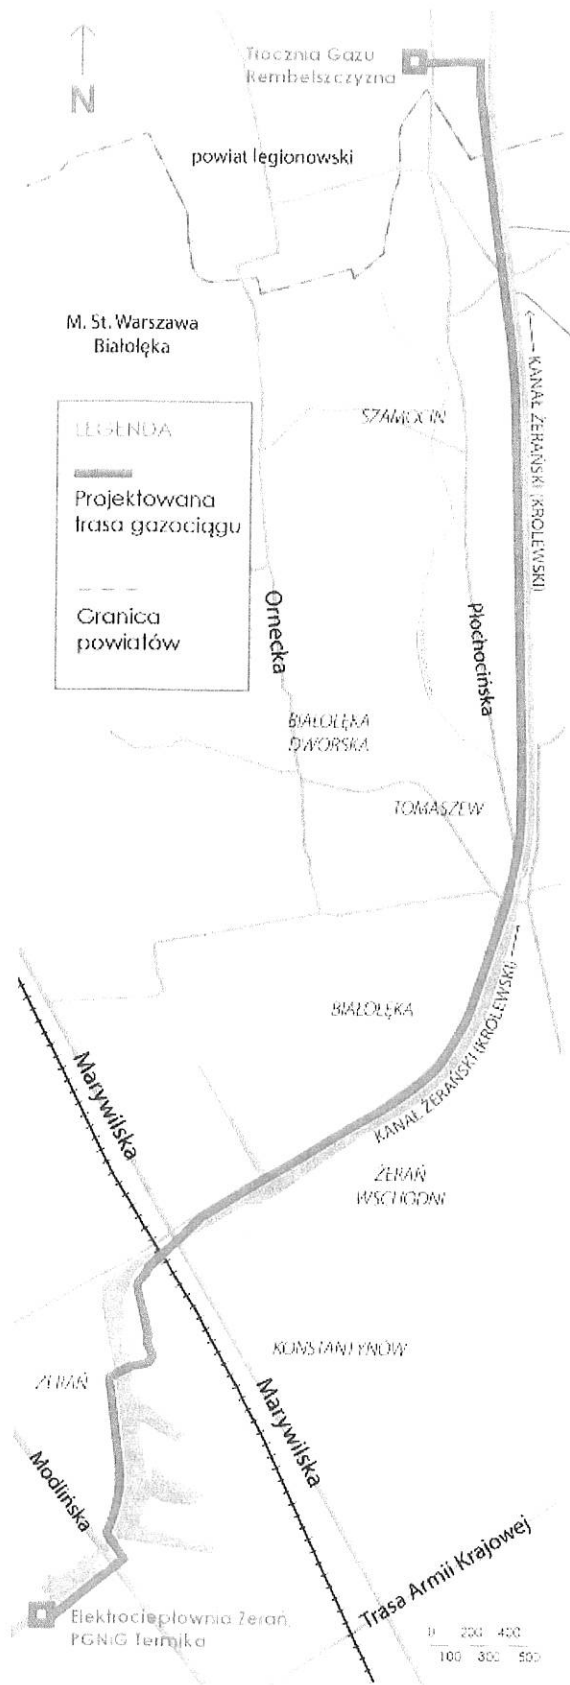 Tłocznia Gazu
Rembelszczyzna
N
powiat legionowski
M. St. Warszawa
Białołęka
LEGENDA
Projektowana
trasa gazociągu
Granica
powiatów
SZAMOCIN
KANAŁ ŻERAŃSKI (KRÓLEWSKI)
Ornecka
Płochocińska
BIAŁOŁĘKA
DWORSKA
TOMASZEW
BIAŁOŁĘKA
KANAŁ ŻERAŃSKI (KRÓLEWSKI)
Marywilska
ŻERAŃ
WSCHODNI
KONSTANTYNÓW
ŻERAŃ
Marywilska
Modlińska
Trasa Armii Krajowej
Elektrociepłownia Żerań,
PGNiG Termika
0 200 400
100 300 500